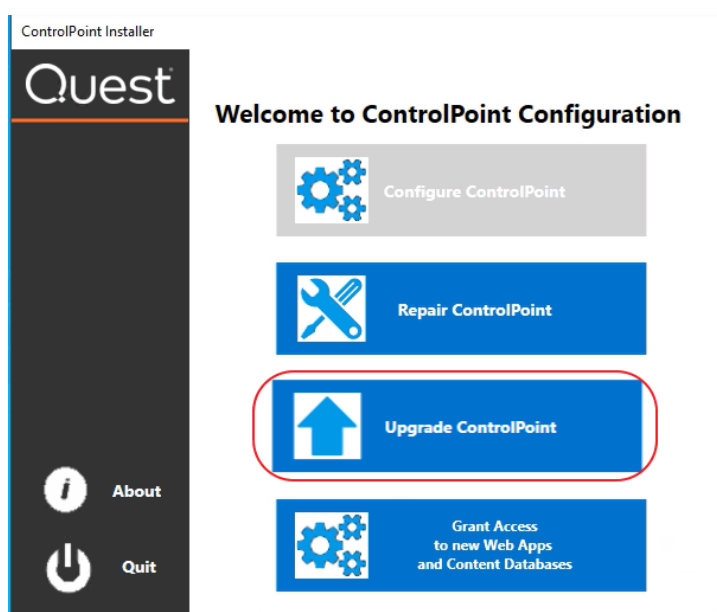 ControlPoint Installer
Quest
Welcome to ControlPoint Configuration
Configure ControlPoint
Repair ControlPoint
Upgrade ControlPoint
Grant Access
to new Web Apps
and Content Databases
i
About
Quit